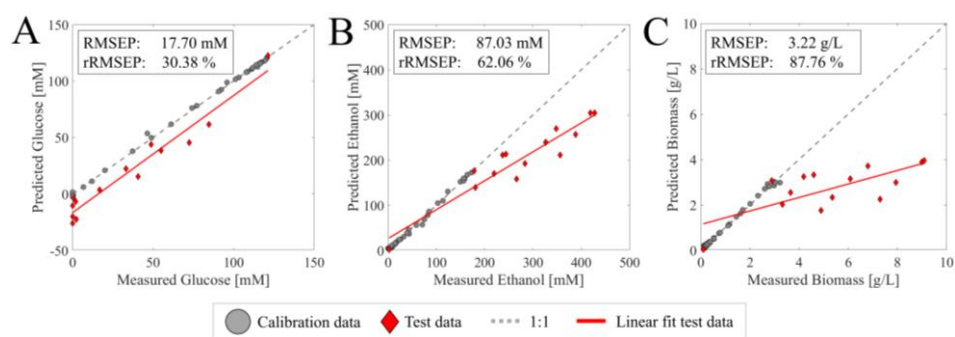 A
RMSEP: 17.70 mM
rRMSEP: 30.38 %
Predicted Glucose [mM]
150
100
50
0
-50
0 50 100 150
Measured Glucose [mM]
B
RMSEP: 87.03 mM
rRMSEP: 62.06 %
Predicted Ethanol [mM]
500
400
300
200
100
0
0 100 200 300 400 500
Measured Ethanol [mM]
C
RMSEP: 3.22 g/L
rRMSEP: 87.76 %
Predicted Biomass [g/L]
10
8
6
4
2
0
0 2 4 6 8 10
Measured Biomass [g/L]
Calibration data Test data 1:1 Linear fit test data